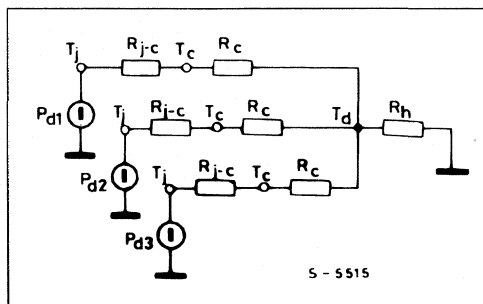 Tj Rj-c Tc Rc
Pd1 Tj Rj-c Tc Rc Td Rh
Pd2 Tj Rj-c Tc Rc
Pd3
S - 5515